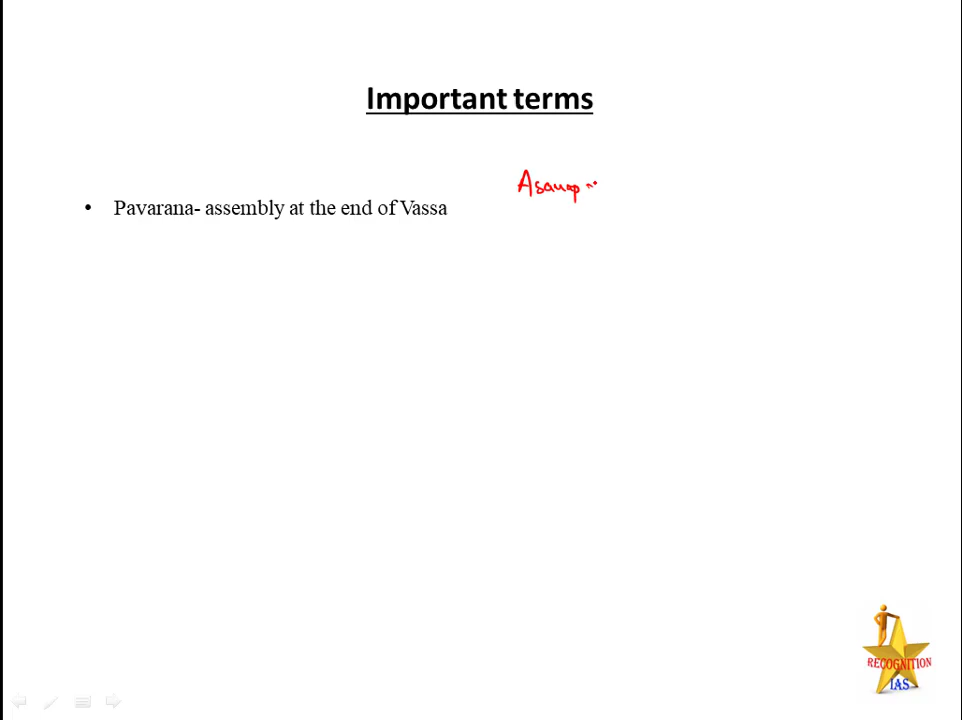 Important terms
• Pavarana- assembly at the end of Vassa
RECOGNITION
IAS